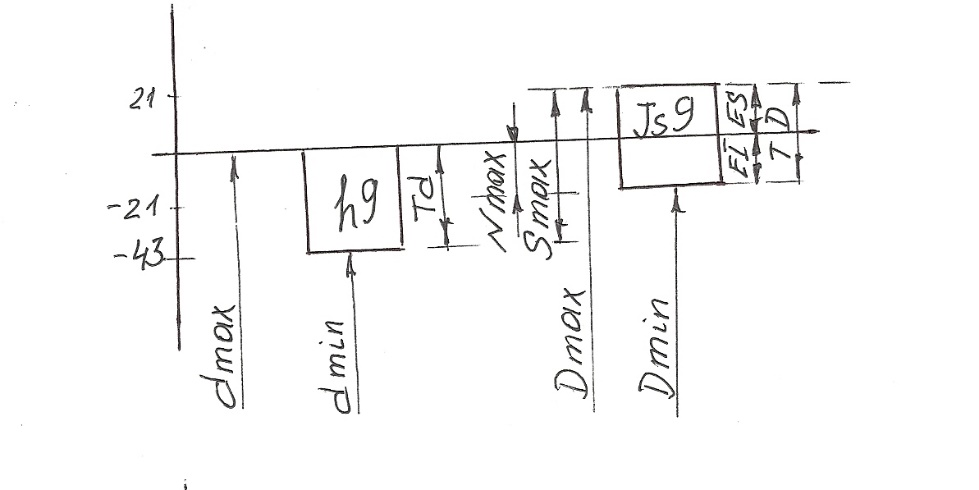 21
-21
-43
dmax
h9
dmin
Td
Nmax
Smax
Dmax
Js9
Dmin
ES
EI
TD